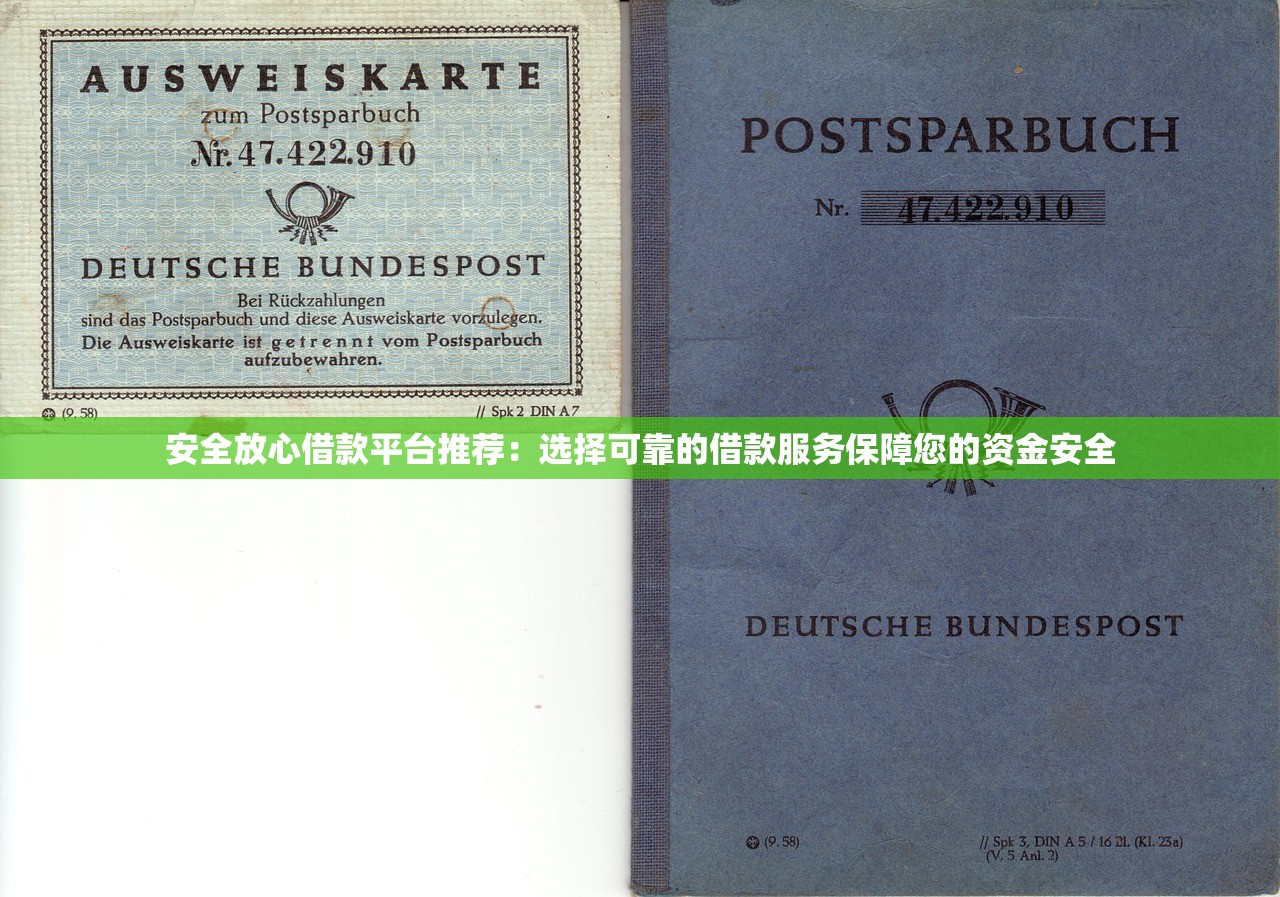 AUSWEISKARTE
zum Postsparbuch
Nr. 47.422.910
DEUTSCHE BUNDESPOST
Bei Rückzahlungen
sind das Postsparbuch und diese Ausweiskarte vorzulegen.
Die Ausweiskarte ist getrennt vom Postsparbuch
aufzubewahren.
(9. 58)
// Spk 2 DIN A 7
POSTSPARBUCH
Nr. 47.422.910
安全放心借款平台推荐：选择可靠的借款服务保障您的资金安全
DEUTSCHE BUNDESPOST
(9. 58)
// Spk 3, DIN A 5 / 16 Bl. (Kl. 23a)
(V, 5 Anl. 2)